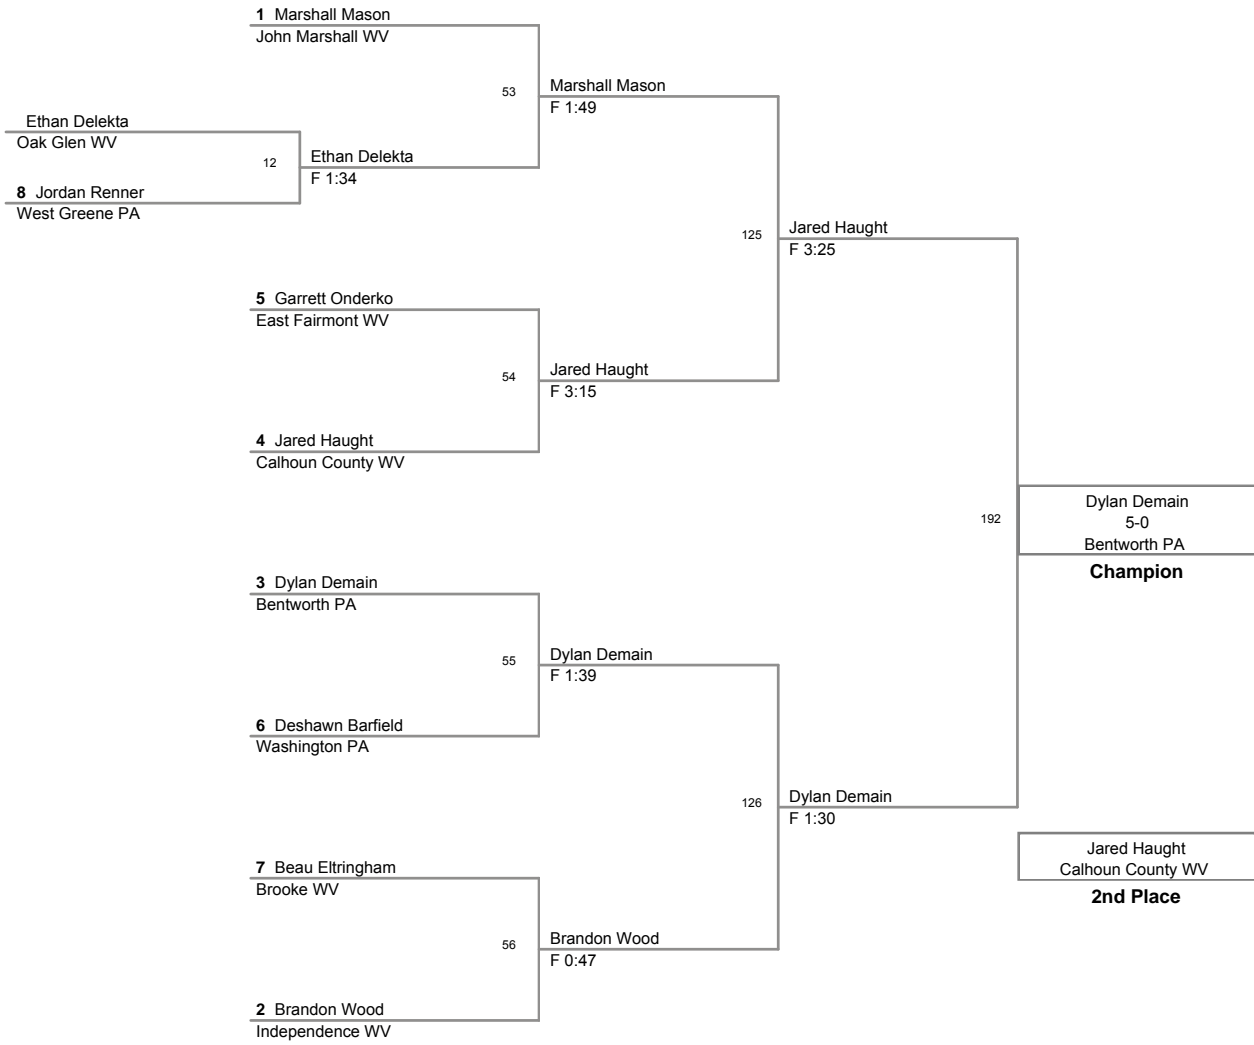 1 Marshall Mason
John Marshall WV
53
Marshall Mason
F 1:49
Ethan Delekta
Oak Glen WV
12
Ethan Delekta
F 1:34
8 Jordan Renner
West Greene PA
125
Jared Haught
F 3:25
5 Garrett Onderko
East Fairmont WV
54
Jared Haught
F 3:15
4 Jared Haught
Calhoun County WV
192
Dylan Demain
5-0
Bentworth PA
Champion
3 Dylan Demain
Bentworth PA
55
Dylan Demain
F 1:39
6 Deshawn Barfield
Washington PA
126
Dylan Demain
F 1:30
Jared Haught
Calhoun County WV
2nd Place
7 Beau Eltringham
Brooke WV
56
Brandon Wood
F 0:47
2 Brandon Wood
Independence WV